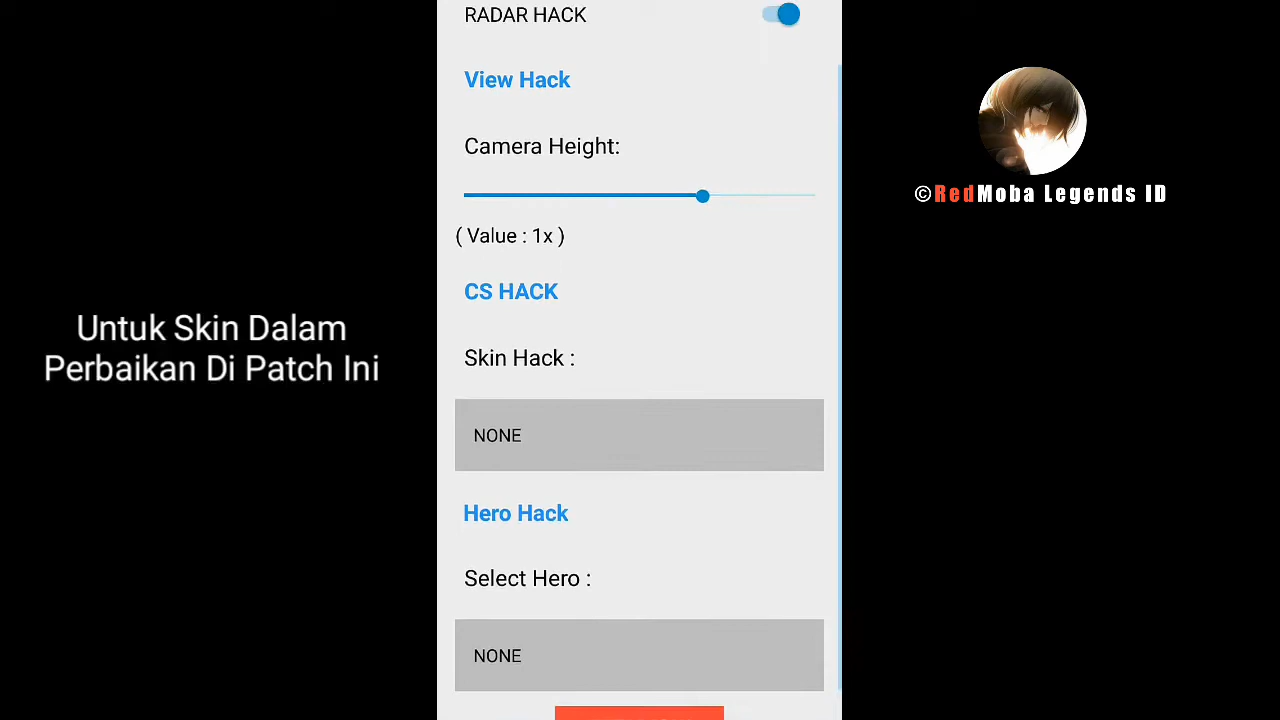 RADAR HACK
View Hack
Camera Height:
( Value : 1x )
CS HACK
Skin Hack :
NONE
Hero Hack
Select Hero :
NONE
Untuk Skin Dalam
Perbaikan Di Patch Ini
©RedMoba Legends ID